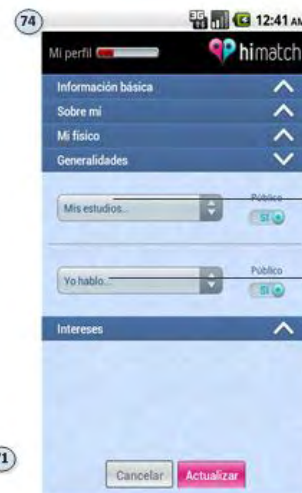 74
3G 12:41 AM
Mi perfil
himatch
Información básica
Sobre mí
Mi físico
Generalidades
Público
Mis estudios...
SI
Público
Yo hablo...
SI
Intereses
Cancelar Actualizar